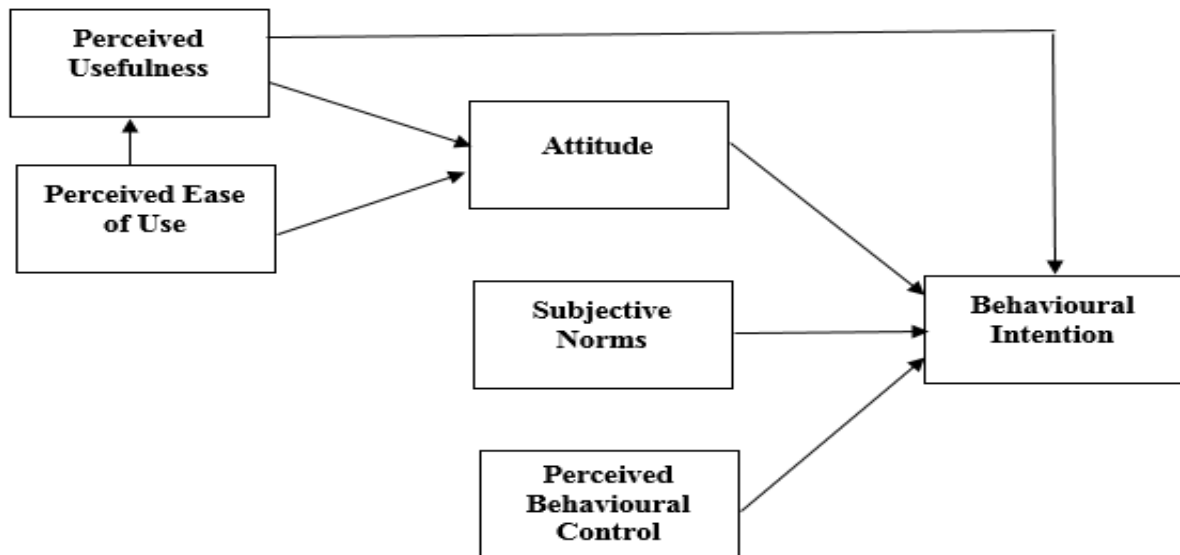 Perceived
Usefulness
Attitude
Perceived Ease
of Use
Subjective
Norms
Behavioural
Intention
Perceived
Behavioural
Control